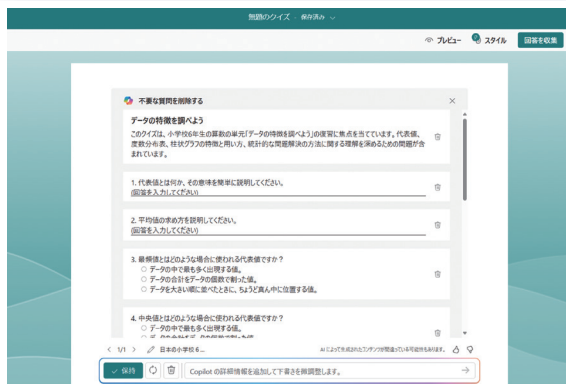 無題のクイズ - 保存済み
プレビュー
スタイル
回答を収集
不要な質問を削除する
データの特徴を調べよう
このクイズは、小学校6年生の算数の単元「データの特徴を調べよう」の復習に焦点を当てています。代表値、
度数分布表、柱状グラフの特徴と用い方、統計的な問題解決の方法に関する理解を深めるための問題が含
まれています。
1. 代表値とは何か、その意味を簡単に説明してください。
(回答を入力してください)
2. 平均値の求め方を説明してください。
(回答を入力してください)
3. 最頻値とはどのような場合に使われる代表値ですか?
データの中で最も多く出現する値。
データの合計をデータの個数で割った値。
データを大きい順に並べたときに、ちょうど真ん中に位置する値。
4. 中央値とはどのような場合に使われる代表値ですか?
データの中で最も多く出現する値。
データの合計をデータの個数で割った値。
1/1
日本の小学校 6 ...
AI によって生成されたコンテンツが間違っている可能性もあります。
保持
Copilot の詳細情報を追加して下書きを微調整します。